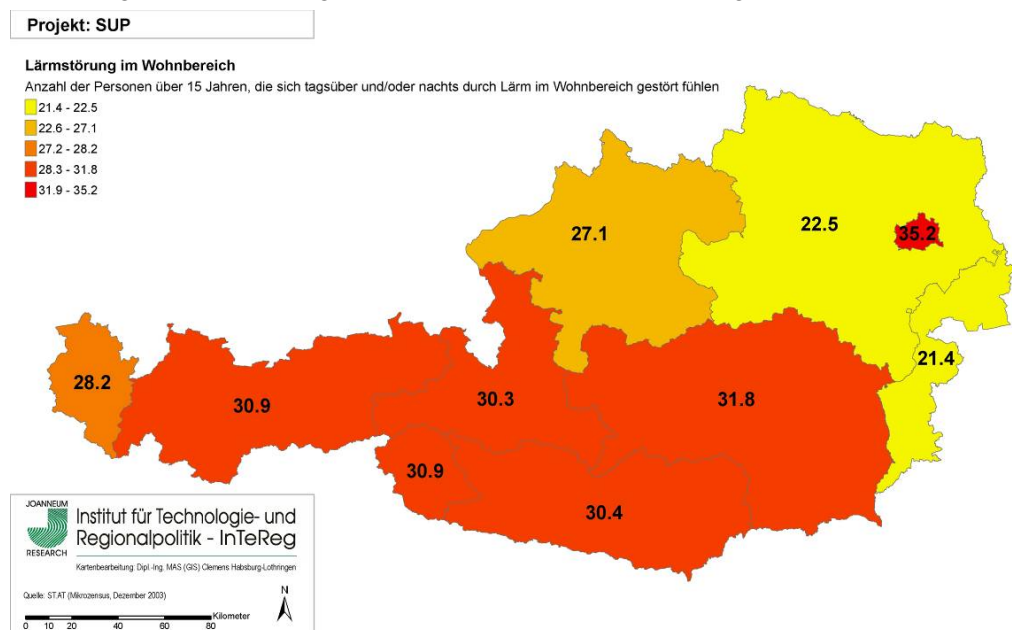 Projekt: SUP
Lärmstörung im Wohnbereich
Anzahl der Personen über 15 Jahren, die sich tagsüber und/oder nachts durch Lärm im Wohnbereich gestört fühlen
21.4 - 22.5
22.6 - 27.1
27.2 - 28.2
28.3 - 31.8
31.9 - 35.2
27.1
22.5
35.2
21.4
28.2
30.9
30.3
31.8
30.9
30.4
JOANNEUM
RESEARCH
Institut für Technologie- und
Regionalpolitik - InTeReg
Kartenbearbeitung: Dipl.-Ing. MAS (GIS) Clemens Habsburg-Lothringen
Quelle: ST.AT (Mikrozensus, Dezember 2003)
N
Kilometer
0 10 20 40 60 80